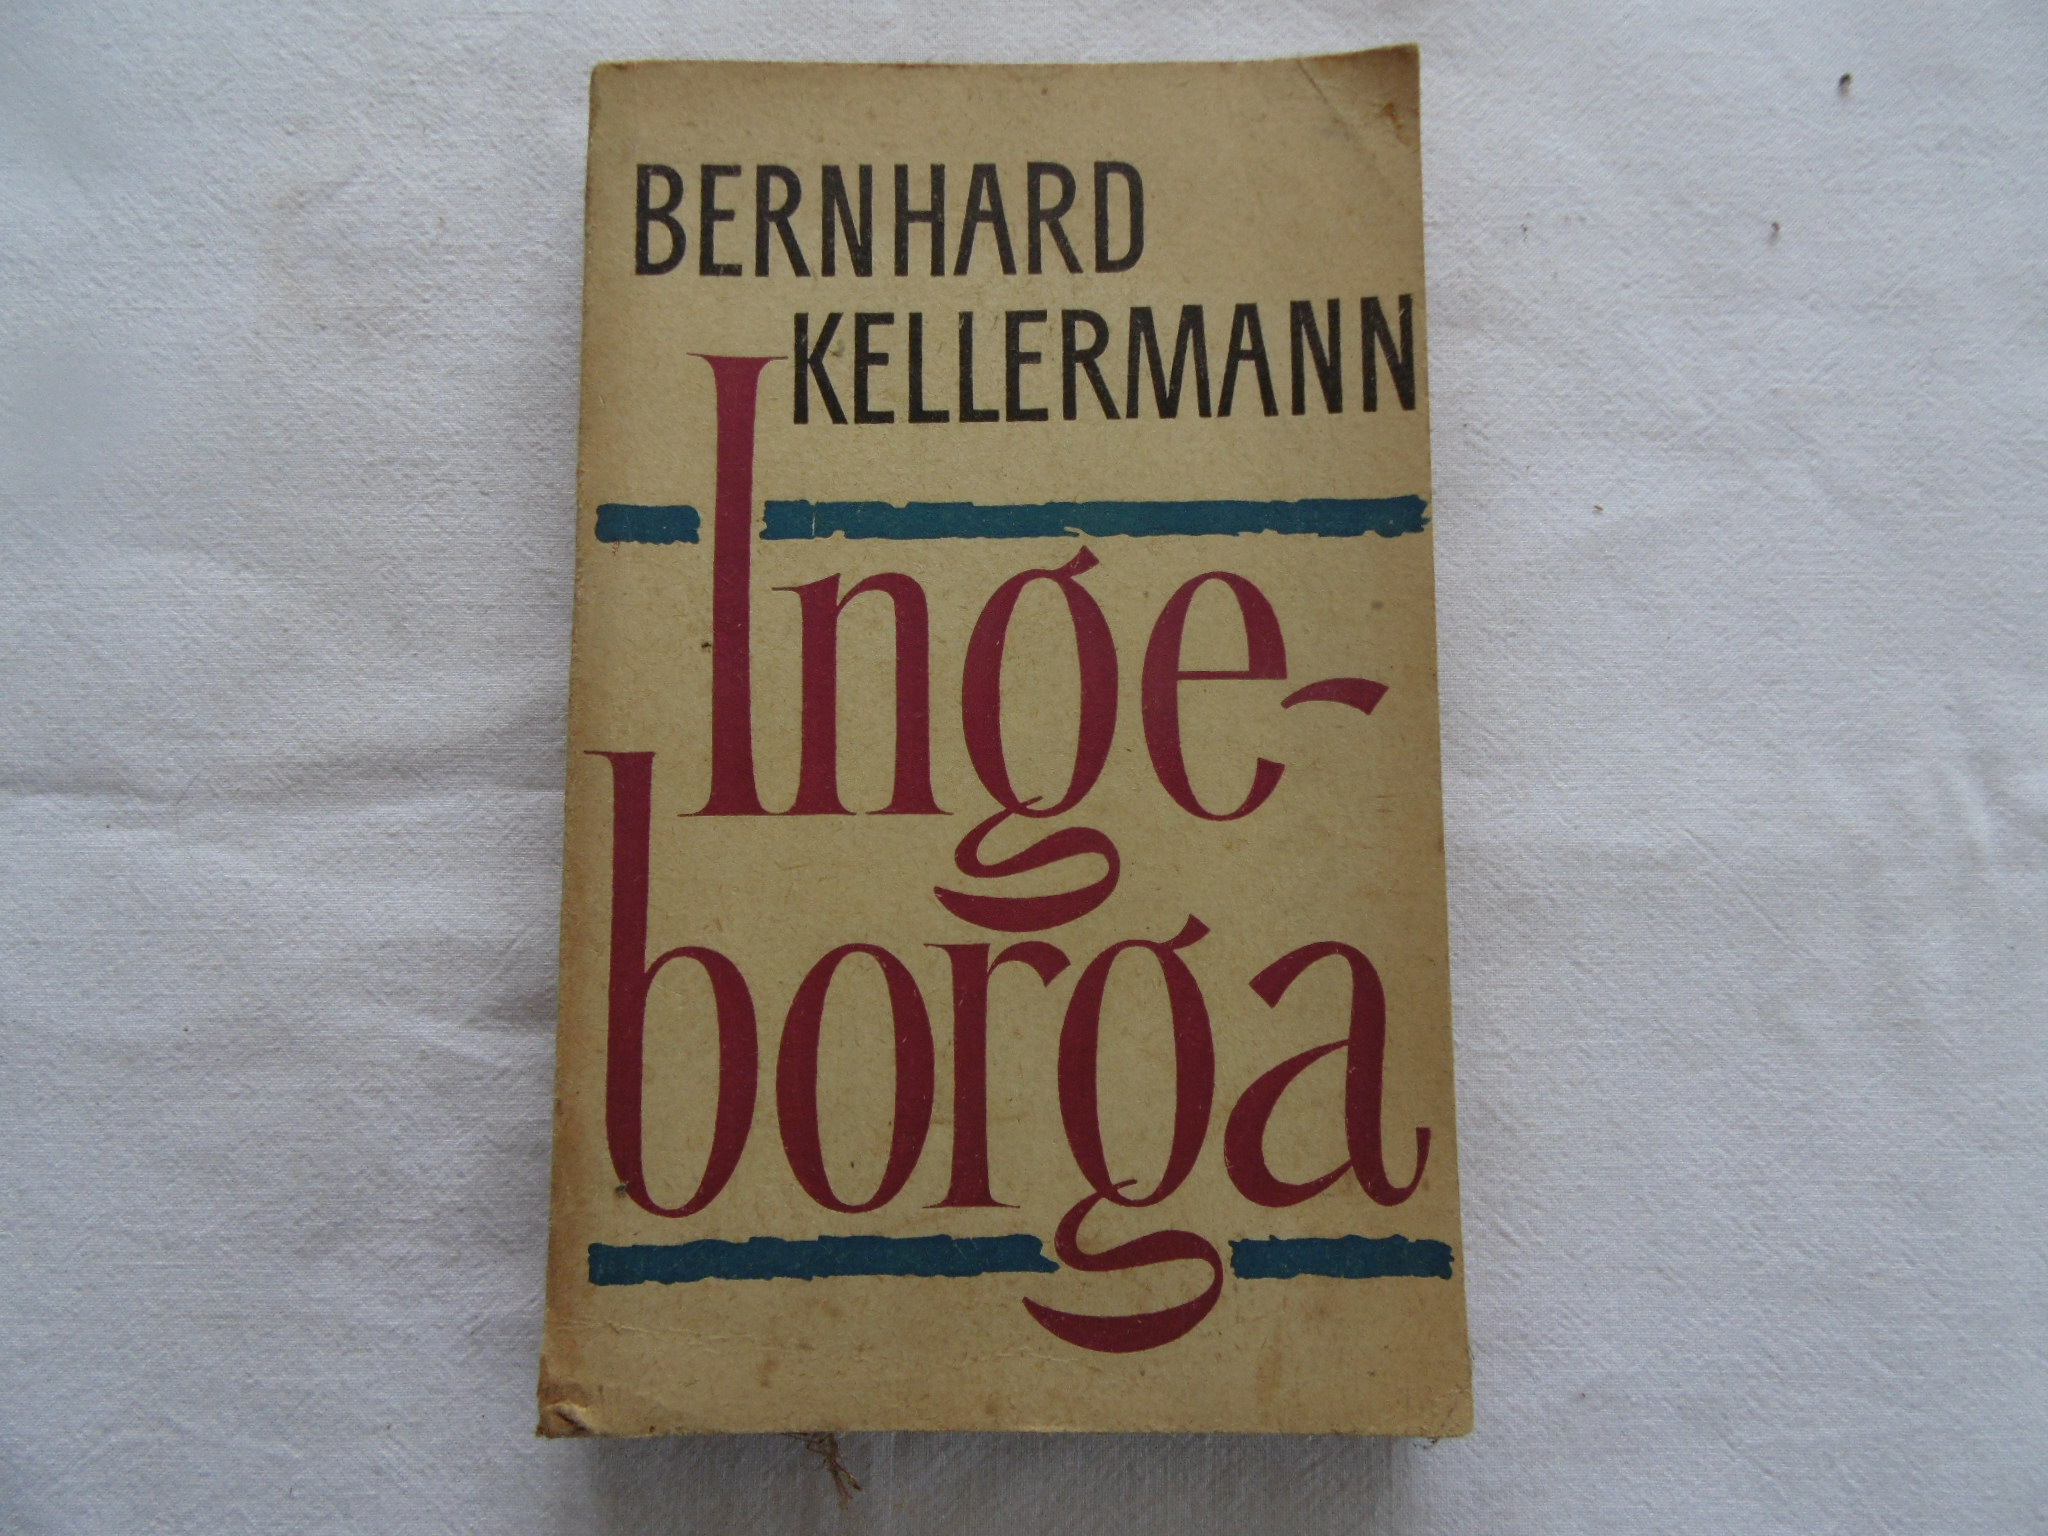 BERNHARD
KELLERMANN
Inge-
borga